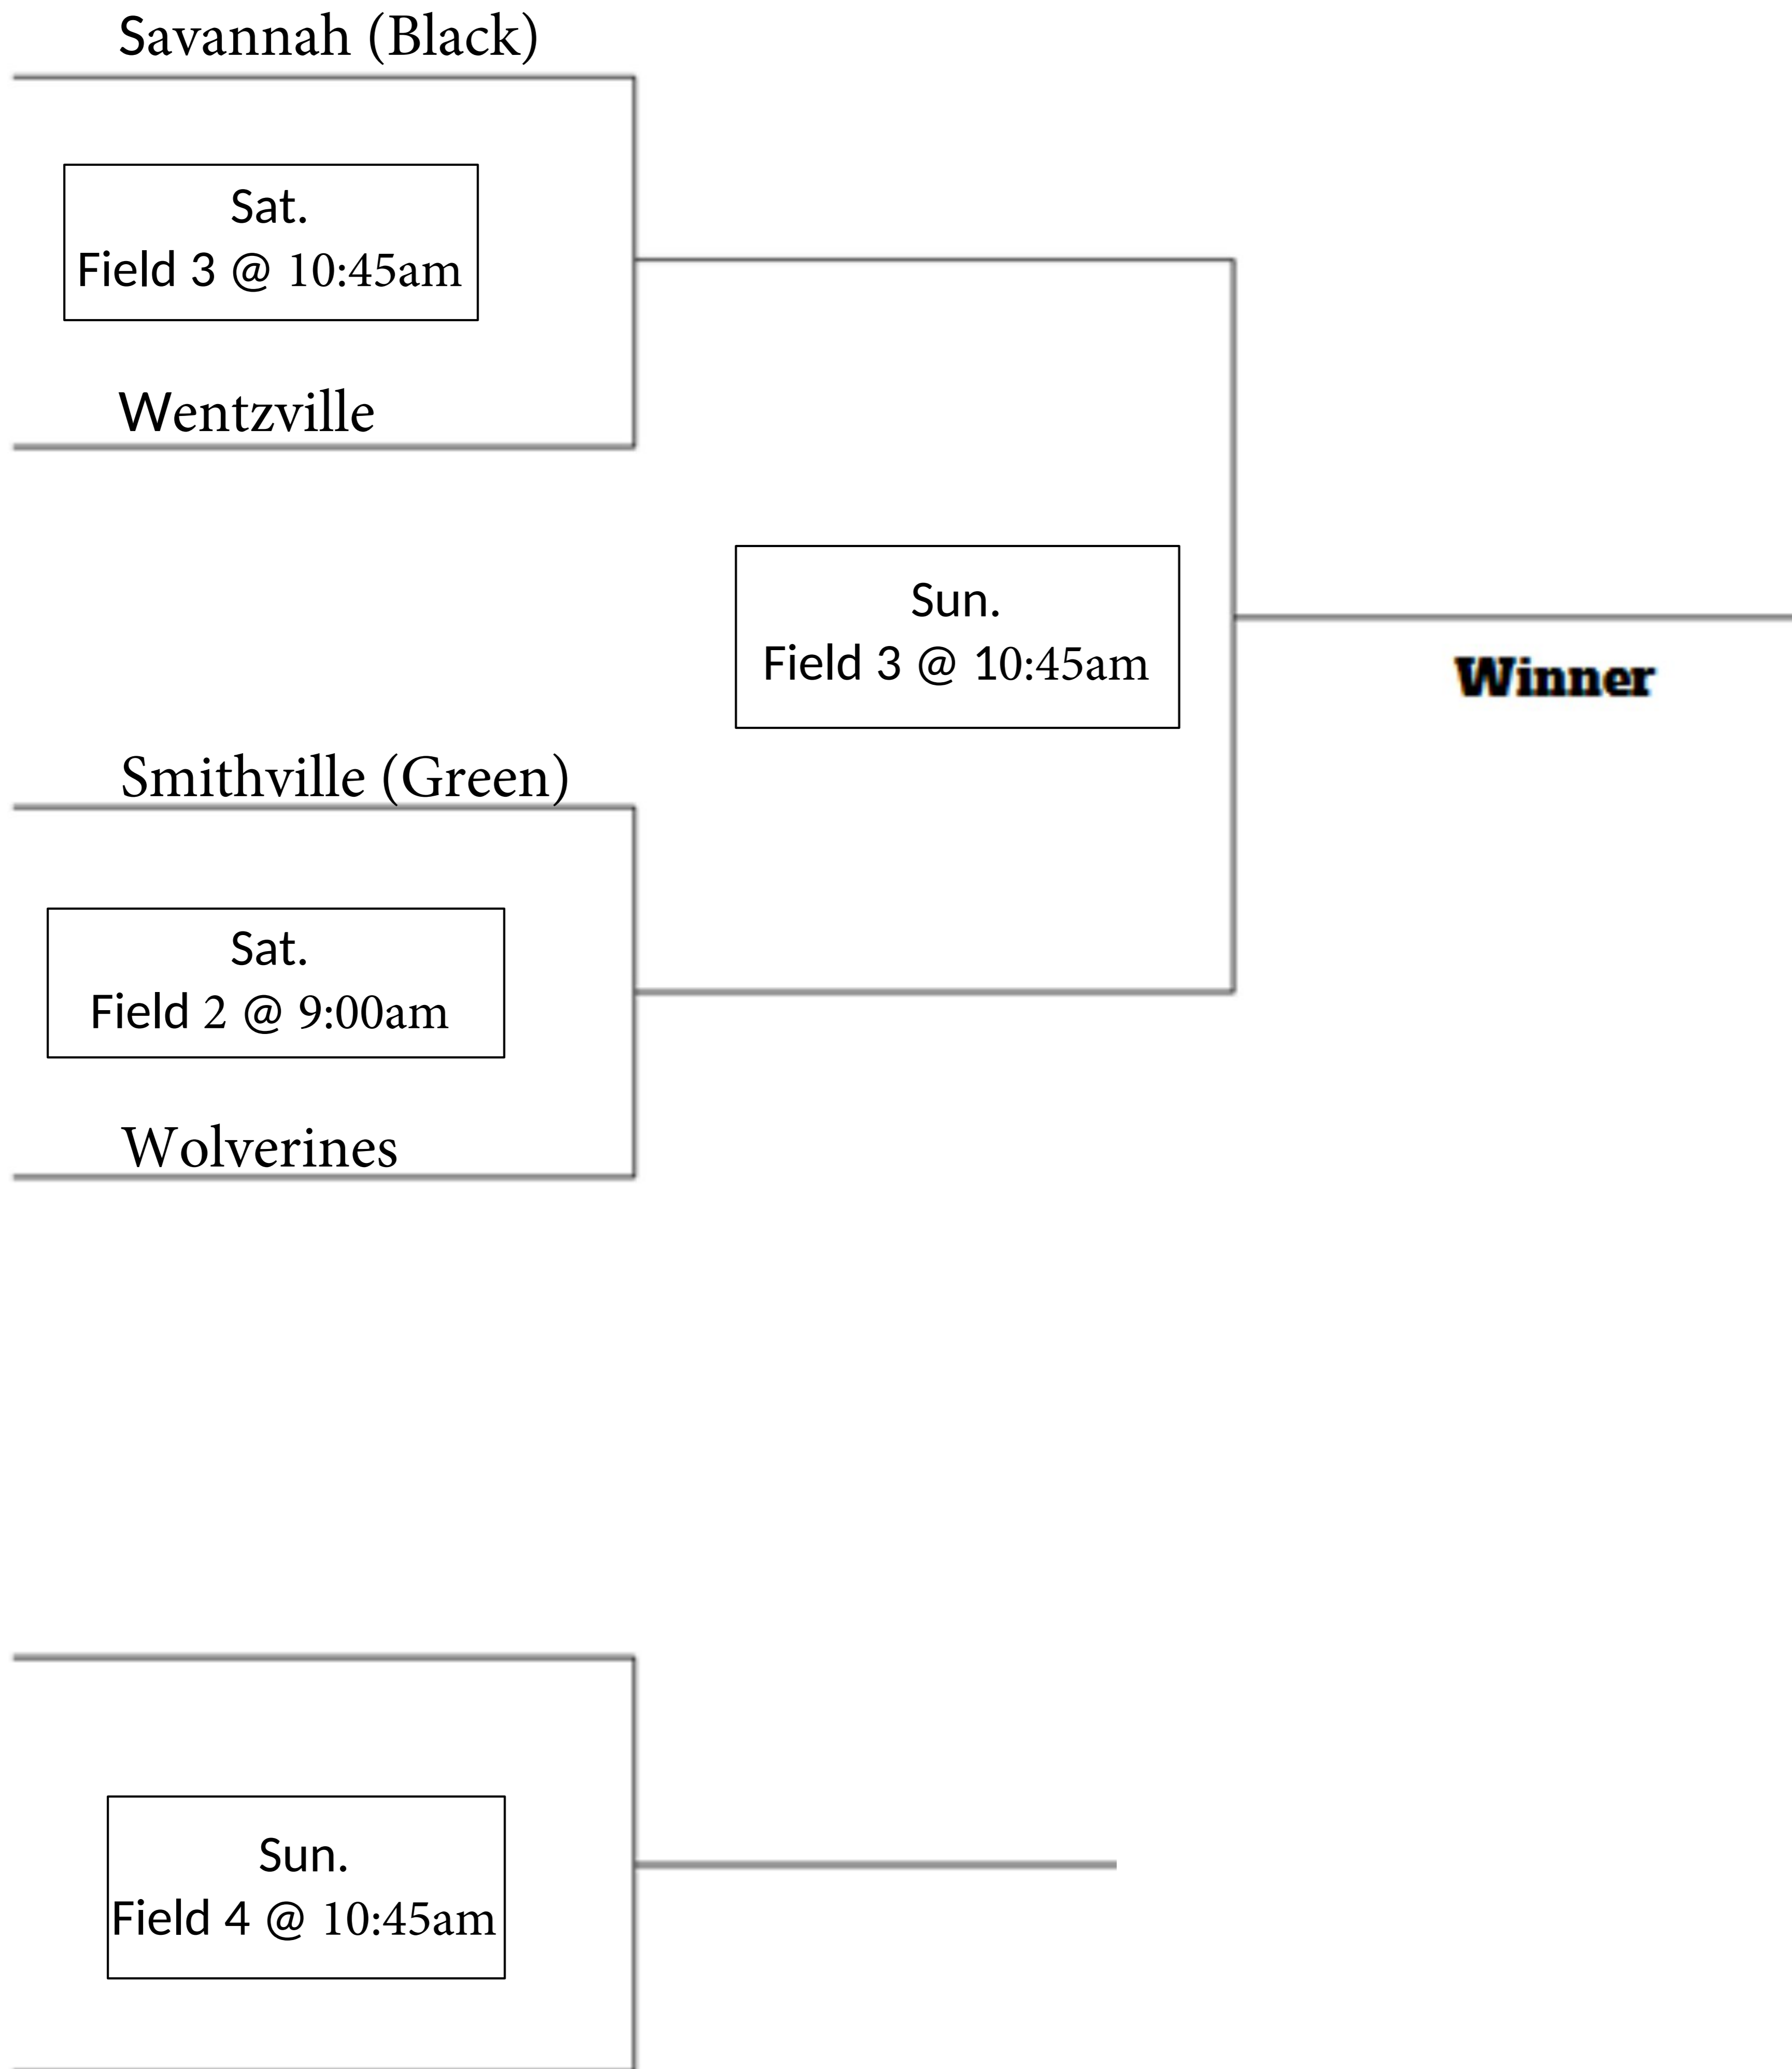 Savannah (Black)
Sat.
Field 3 @ 10:45am
Wentzville
Sun.
Field 3 @ 10:45am
Winner
Smithville (Green)
Sat.
Field 2 @ 9:00am
Wolverines
Sun.
Field 4 @ 10:45am